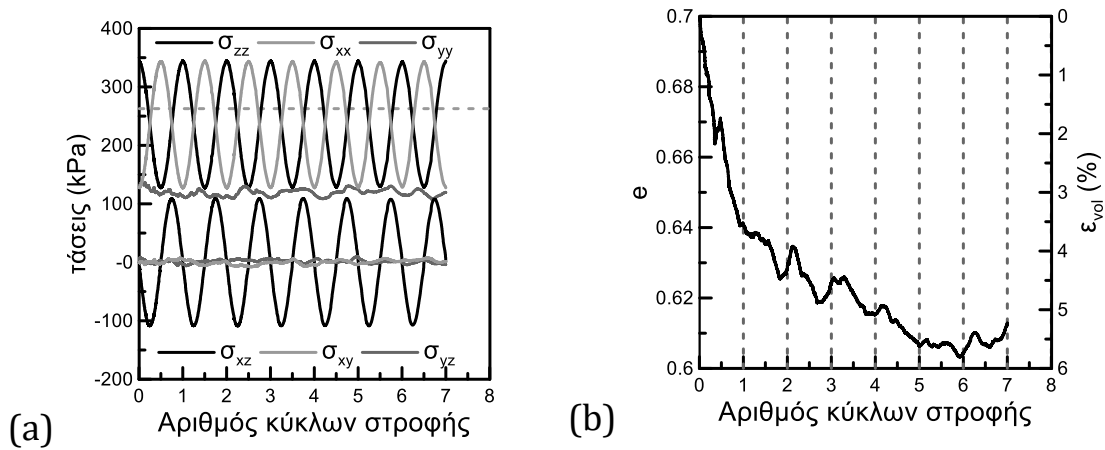 400
300
200
100
-0
-100
-200
τάσεις (kPa)
σzz σxx σyy
σxz σxy σyz
0 1 2 3 4 5 6 7 8
Αριθμός κύκλων στροφής
(a)
0.7
0.68
0.66
0.64
0.62
0.6
e
0
1
2
3
4
5
6
εvol (%)
0 1 2 3 4 5 6 7 8
Αριθμός κύκλων στροφής
(b)